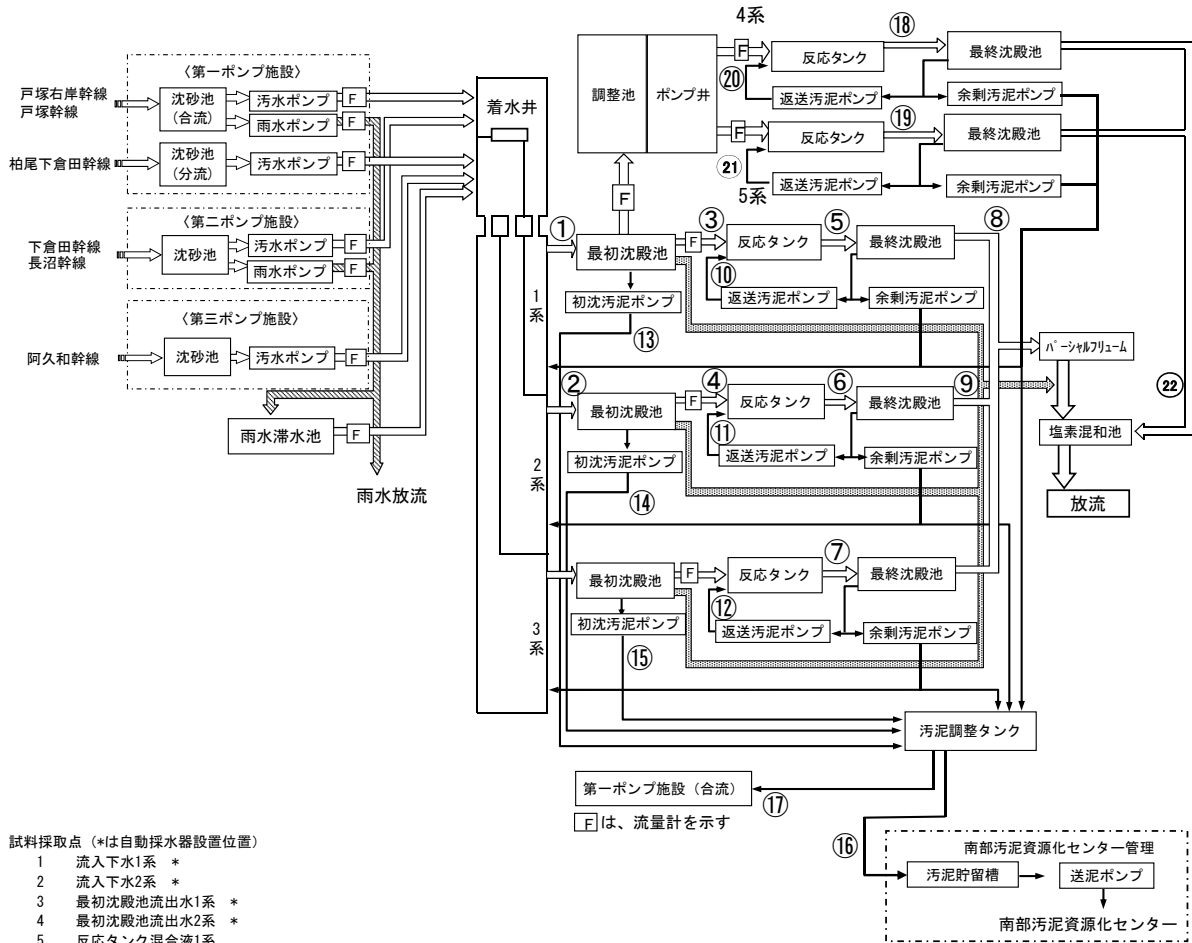 〈第一ポンプ施設〉
戸塚右岸幹線
戸塚幹線
沈砂池
(合流)
汚水ポンプ
F
雨水ポンプ
F
柏尾下倉田幹線
沈砂池
(分流)
汚水ポンプ
F
〈第二ポンプ施設〉
下倉田幹線
長沼幹線
沈砂池
汚水ポンプ
F
雨水ポンプ
F
〈第三ポンプ施設〉
阿久和幹線
沈砂池
汚水ポンプ
F
雨水滞水池
F
雨水放流
着水井
1系
2系
3系
調整池
ポンプ井
F
4系
F
反応タンク
⑱
最終沈殿池
⑳
返送汚泥ポンプ
余剰汚泥ポンプ
F
反応タンク
⑲
最終沈殿池
㉑
返送汚泥ポンプ
余剰汚泥ポンプ
5系
①
最初沈殿池
F
③
反応タンク
⑤
最終沈殿池
⑧
⑩
初沈汚泥ポンプ
返送汚泥ポンプ
余剰汚泥ポンプ
⑬
②
最初沈殿池
F
④
反応タンク
⑥
最終沈殿池
⑨
⑪
初沈汚泥ポンプ
返送汚泥ポンプ
余剰汚泥ポンプ
⑭
最初沈殿池
F
反応タンク
⑦
最終沈殿池
⑫
初沈汚泥ポンプ
返送汚泥ポンプ
余剰汚泥ポンプ
⑮
パーシャルフリューム
㉒
塩素混和池
放流
汚泥調整タンク
第一ポンプ施設（合流）
⑰
Fは、流量計を示す
⑯
南部汚泥資源化センター管理
汚泥貯留槽
送泥ポンプ
南部汚泥資源化センター
試料採取点（*は自動採水器設置位置）
1 流入下水1系 *
2 流入下水2系 *
3 最初沈殿池流出水1系 *
4 最初沈殿池流出水2系 *
5 反応タンク混合液1系